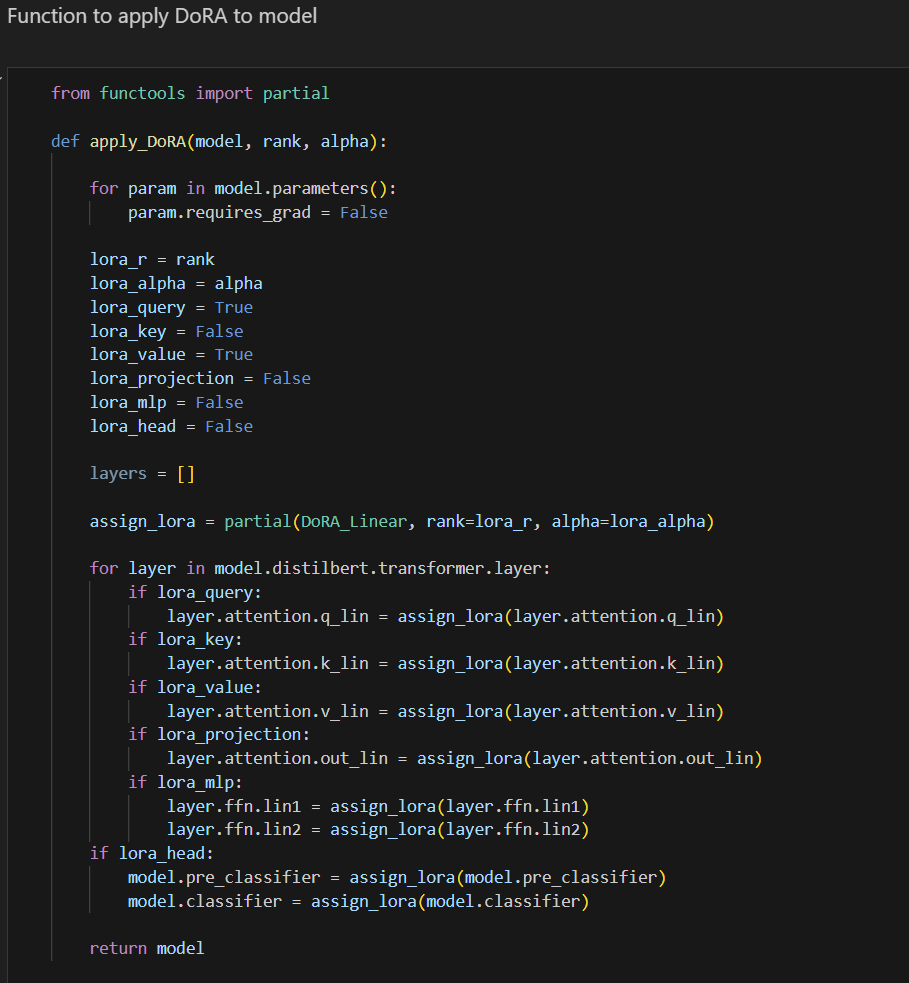 Function to apply DoRA to model
from functools import partial
def apply_DoRA(model, rank, alpha):
    for param in model.parameters():
        param.requires_grad = False
    lora_r = rank
    lora_alpha = alpha
    lora_query = True
    lora_key = False
    lora_value = True
    lora_projection = False
    lora_mlp = False
    lora_head = False
    layers = []
    assign_lora = partial(DoRA_Linear, rank=lora_r, alpha=lora_alpha)
    for layer in model.distilbert.transformer.layer:
        if lora_query:
            layer.attention.q_lin = assign_lora(layer.attention.q_lin)
        if lora_key:
            layer.attention.k_lin = assign_lora(layer.attention.k_lin)
        if lora_value:
            layer.attention.v_lin = assign_lora(layer.attention.v_lin)
        if lora_projection:
            layer.attention.out_lin = assign_lora(layer.attention.out_lin)
        if lora_mlp:
            layer.ffn.lin1 = assign_lora(layer.ffn.lin1)
            layer.ffn.lin2 = assign_lora(layer.ffn.lin2)
    if lora_head:
        model.pre_classifier = assign_lora(model.pre_classifier)
        model.classifier = assign_lora(model.classifier)
    return model